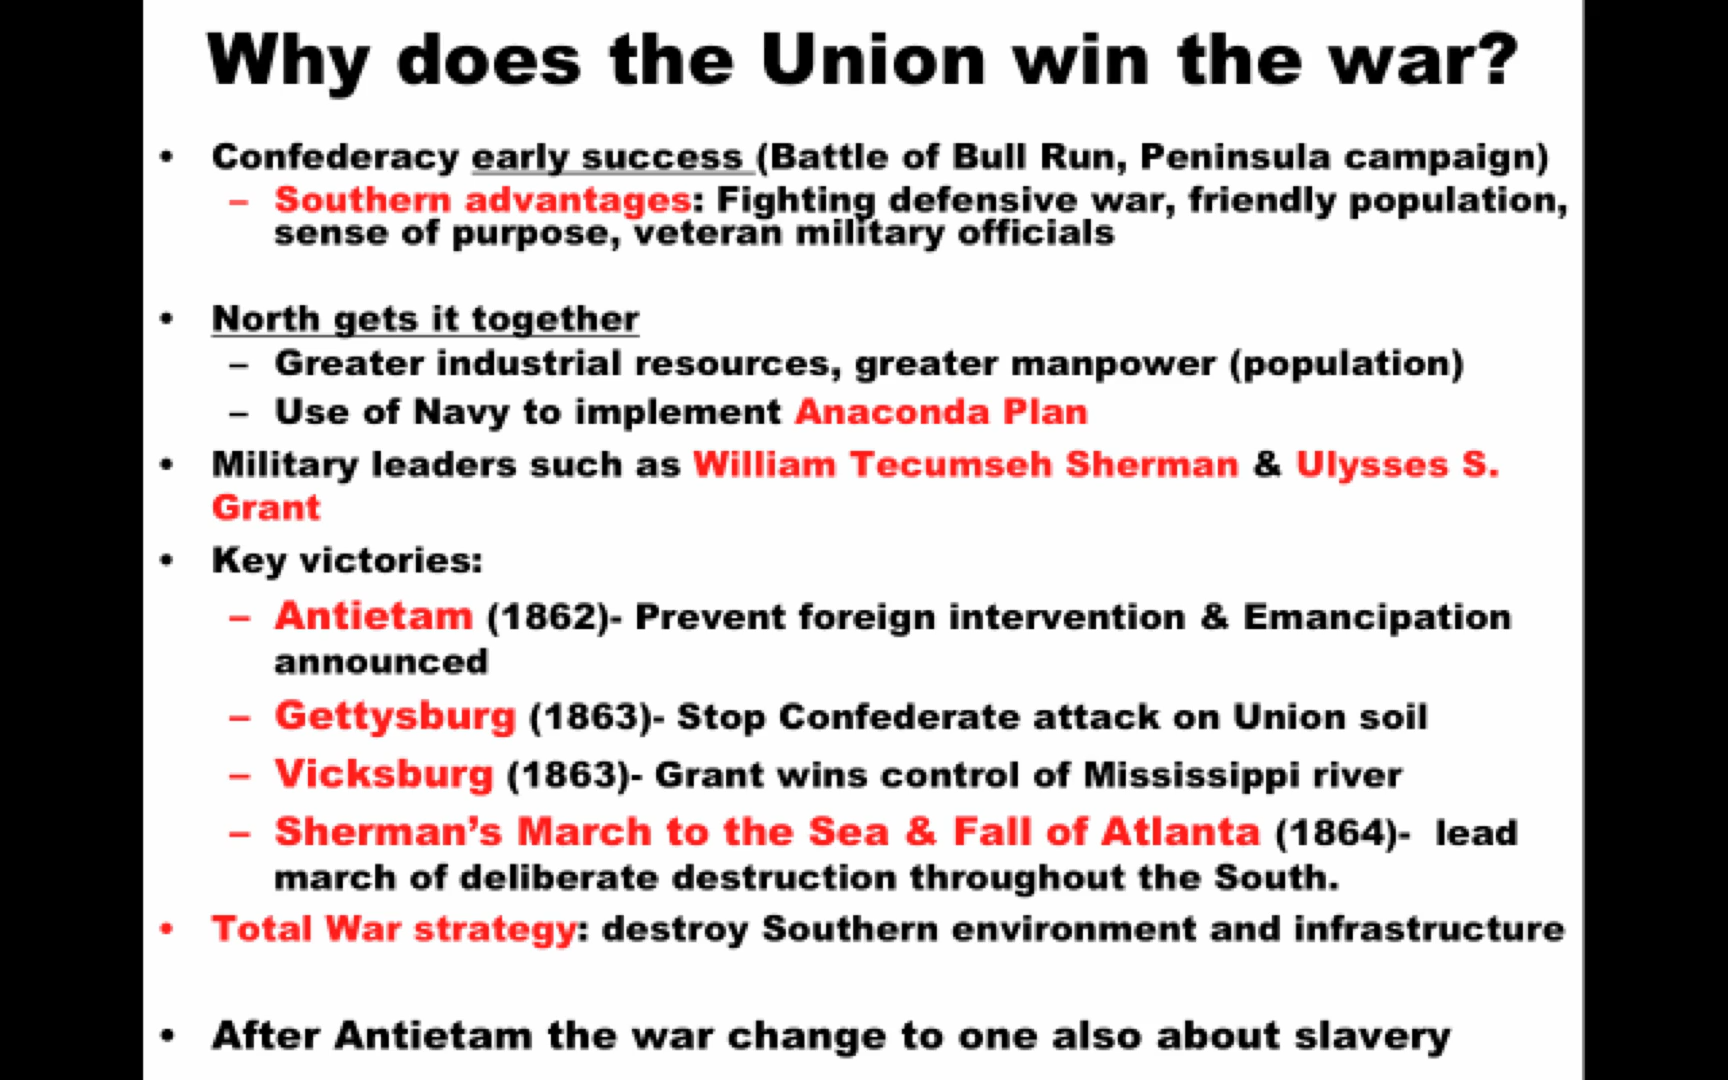 Why does the Union win the war?
• Confederacy early success (Battle of Bull Run, Peninsula campaign)
– Southern advantages: Fighting defensive war, friendly population,
sense of purpose, veteran military officials
• North gets it together
– Greater industrial resources, greater manpower (population)
– Use of Navy to implement Anaconda Plan
• Military leaders such as William Tecumseh Sherman & Ulysses S.
Grant
• Key victories:
– Antietam (1862)- Prevent foreign intervention & Emancipation
announced
– Gettysburg (1863)- Stop Confederate attack on Union soil
– Vicksburg (1863)- Grant wins control of Mississippi river
– Sherman’s March to the Sea & Fall of Atlanta (1864)- lead
march of deliberate destruction throughout the South.
• Total War strategy: destroy Southern environment and infrastructure
• After Antietam the war change to one also about slavery